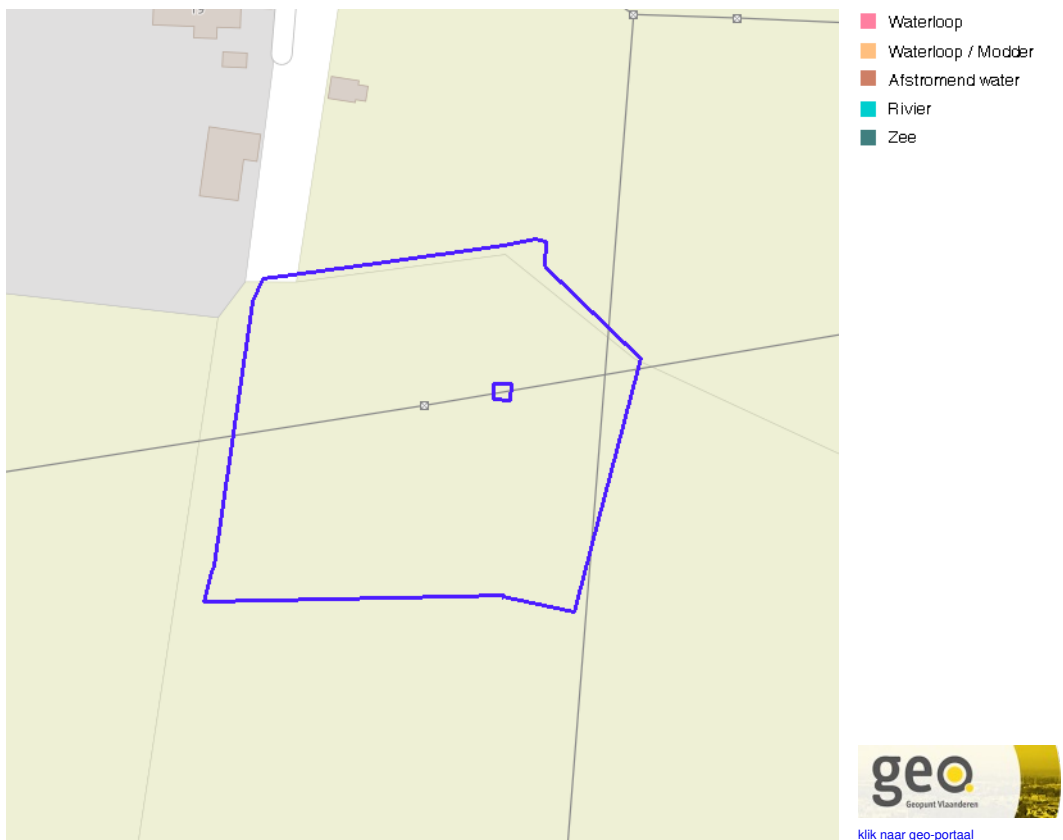 Waterloop
Waterloop / Modder
Afstromend water
Rivier
Zee
geo
Geopunt Vlaanderen
klik naar geo-portaal